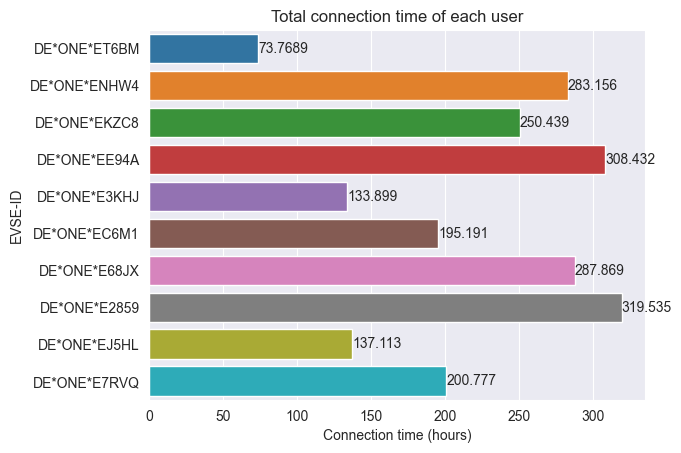 Total connection time of each user
EVSE-ID
DE*ONE*ET6BM 73.7689
DE*ONE*ENHW4 283.156
DE*ONE*EKZC8 250.439
DE*ONE*EE94A 308.432
DE*ONE*E3KHJ 133.899
DE*ONE*EC6M1 195.191
DE*ONE*E68JX 287.869
DE*ONE*E2859 319.535
DE*ONE*EJ5HL 137.113
DE*ONE*E7RVQ 200.777
0 50 100 150 200 250 300
Connection time (hours)